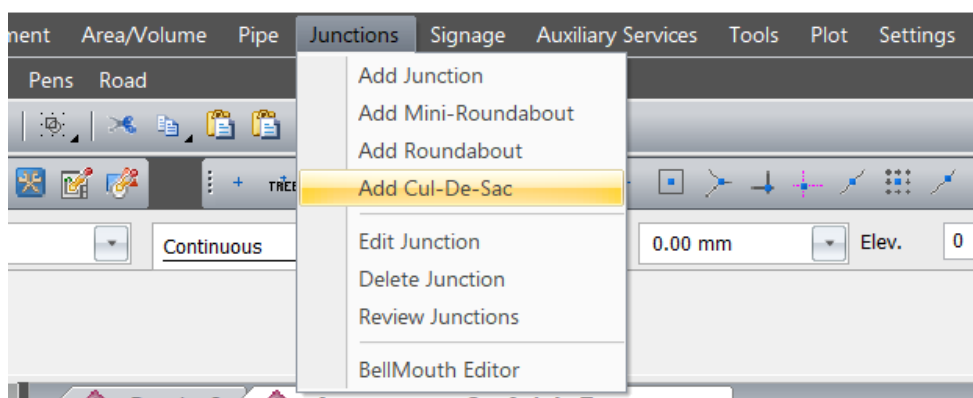 ment Area/Volume Pipe Junctions Signage Auxiliary Services Tools Plot Settings
Pens Road
Add Junction
Add Mini-Roundabout
Add Roundabout
TREE
Add Cul-De-Sac
Continuous
Edit Junction
0.00 mm
Elev.
0
Delete Junction
Review Junctions
BellMouth Editor